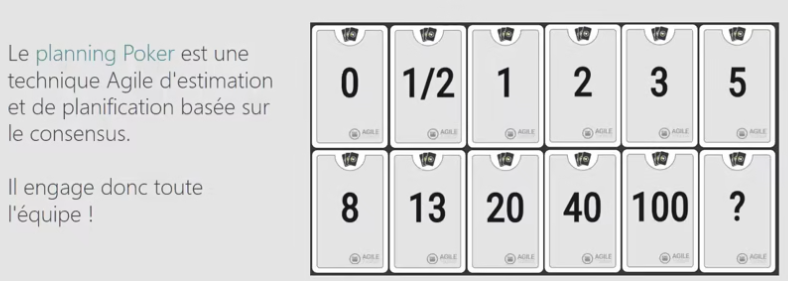 Le planning Poker est une
technique Agile d'estimation
et de planification basée sur
le consensus.
Il engage donc toute
l'équipe !
0 1/2 1 2 3 5
AGILE AGILE AGILE AGILE AGILE AGILE
8 13 20 40 100 ?
AGILE AGILE AGILE AGILE AGILE AGILE